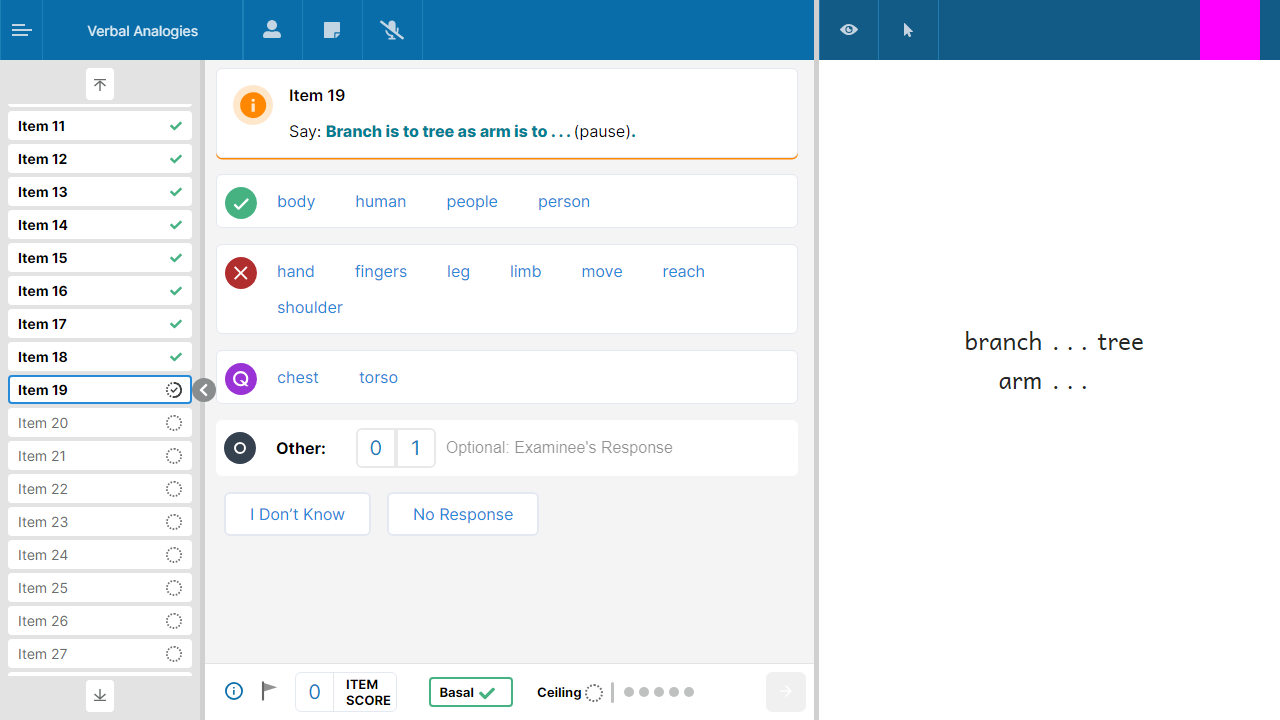 Verbal Analogies
Item 11
Item 12
Item 13
Item 14
Item 15
Item 16
Item 17
Item 18
Item 19
Item 20
Item 21
Item 22
Item 23
Item 24
Item 25
Item 26
Item 27
Item 19
Say: Branch is to tree as arm is to . . . (pause).
body human people person
hand fingers leg limb move reach
shoulder
Q chest torso
Other: 0 1 Optional: Examinee's Response
I Don’t Know No Response
0 ITEM SCORE Basal Ceiling
branch . . . tree
arm . . .